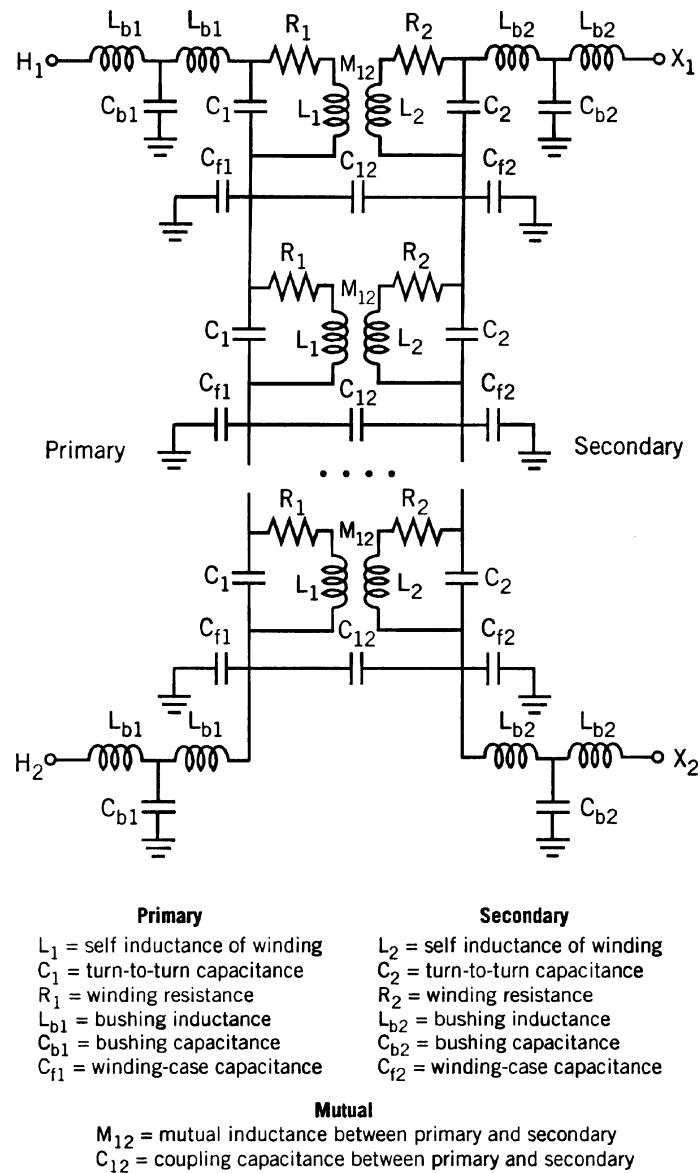 L_b1 L_b1 R_1 R_2 L_b2 L_b2
H_1 M_12 X_1
C_b1 C_1 L_1 L_2 C_2 C_b2
C_f1 C_12 C_f2
R_1 R_2
M_12
C_1 L_1 L_2 C_2
C_f1 C_12 C_f2
Primary Secondary
R_1 R_2
M_12
C_1 L_1 L_2 C_2
C_f1 C_12 C_f2
L_b1 L_b1 L_b2 L_b2
H_2 X_2
C_b1 C_b2
Primary
L_1 = self inductance of winding
C_1 = turn-to-turn capacitance
R_1 = winding resistance
L_b1 = bushing inductance
C_b1 = bushing capacitance
C_f1 = winding-case capacitance
Secondary
L_2 = self inductance of winding
C_2 = turn-to-turn capacitance
R_2 = winding resistance
L_b2 = bushing inductance
C_b2 = bushing capacitance
C_f2 = winding-case capacitance
Mutual
M_12 = mutual inductance between primary and secondary
C_12 = coupling capacitance between primary and secondary